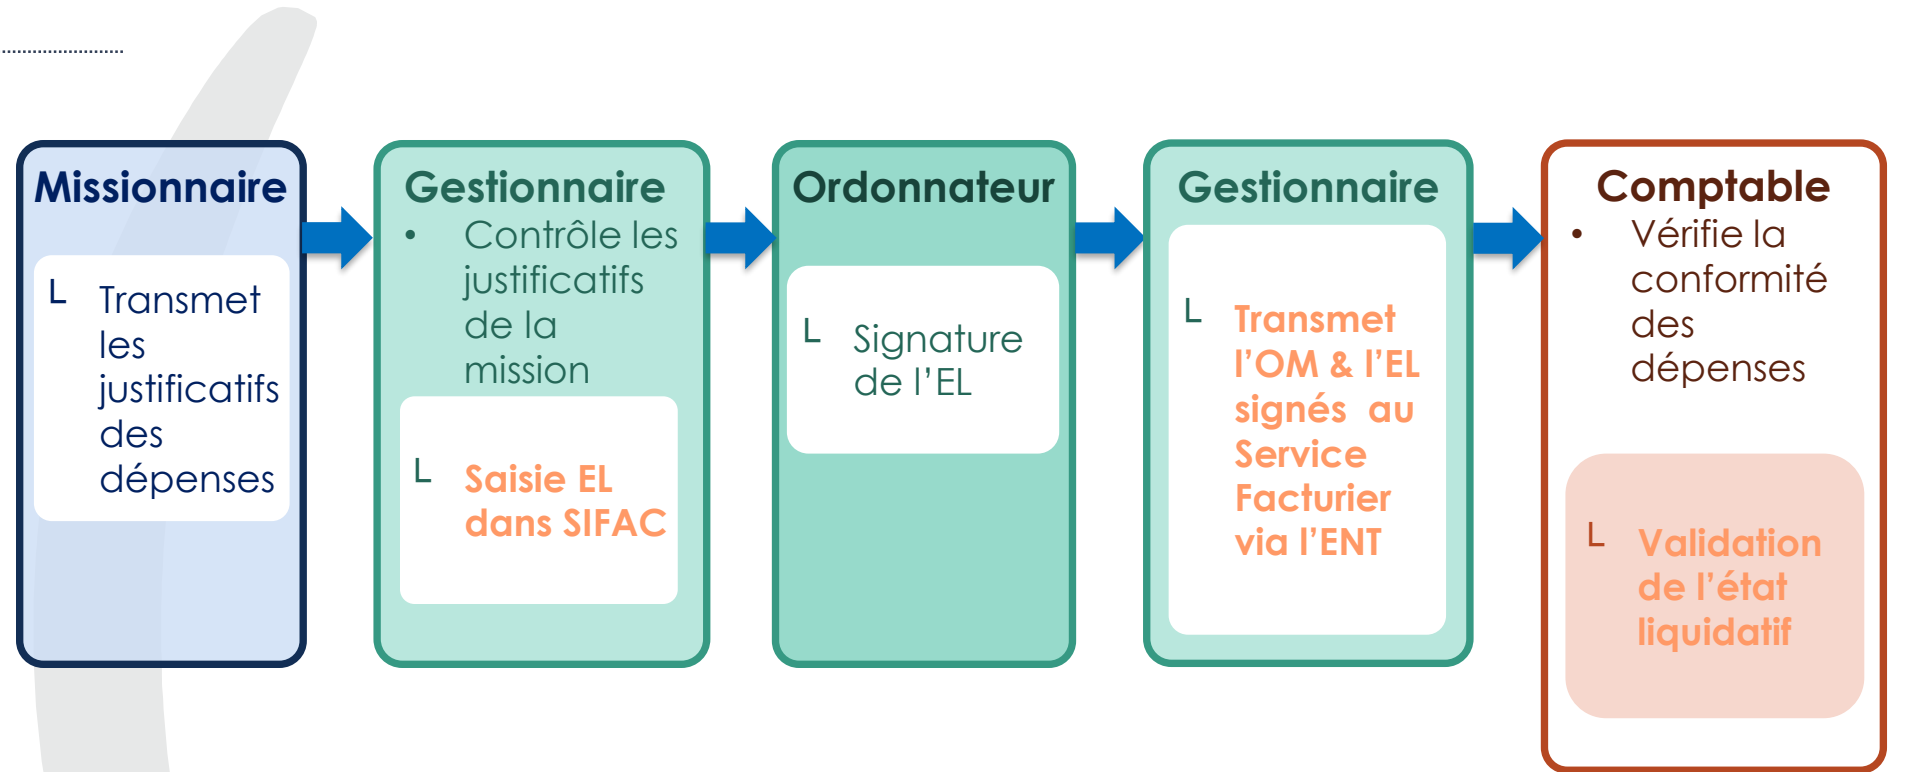 Missionnaire
└ Transmet
les
justificatifs
des
dépenses
Gestionnaire
• Contrôle les
justificatifs
de la
mission
└ Saisie EL
dans SIFAC
Ordonnateur
└ Signature
de l’EL
Gestionnaire
└ Transmet
l’OM & l’EL
signés au
Service
Facturier
via l’ENT
Comptable
• Vérifie la
conformité
des
dépenses
└ Validation
de l’état
liquidatif